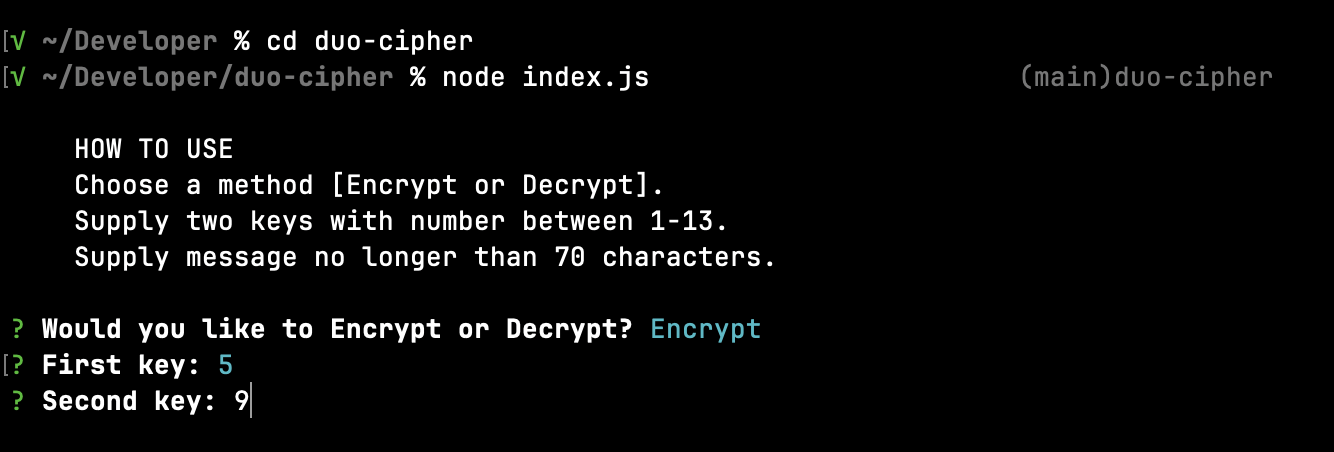 [√ ~/Developer % cd duo-cipher
[√ ~/Developer/duo-cipher % node index.js (main)duo-cipher
HOW TO USE
Choose a method [Encrypt or Decrypt].
Supply two keys with number between 1-13.
Supply message no longer than 70 characters.
? Would you like to Encrypt or Decrypt? Encrypt
[? First key: 5
? Second key: 9